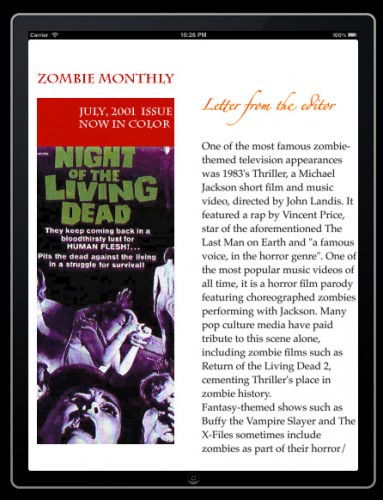 Carrier
10:26 PM
100%
ZOMBIE MONTHLY
JULY, 2001 ISSUE
NOW IN COLOR
NIGHT
OF THE
LIVING
DEAD
They keep coming back in a
bloodthirsty lust for
HUMAN FLESH!...
Pits the dead against the living
in a struggle for survival!
Letter from the editor
One of the most famous zombie-
themed television appearances
was 1983's Thriller, a Michael
Jackson short film and music
video, directed by John Landis. It
featured a rap by Vincent Price,
star of the aforementioned The
Last Man on Earth and "a famous
voice, in the horror genre". One of
the most popular music videos of
all time, it is a horror film parody
featuring choreographed zombies
performing with Jackson. Many
pop culture media have paid
tribute to this scene alone,
including zombie films such as
Return of the Living Dead 2,
cementing Thriller's place in
zombie history.
Fantasy-themed shows such as
Buffy the Vampire Slayer and The
X-Files sometimes include
zombies as part of their horror/